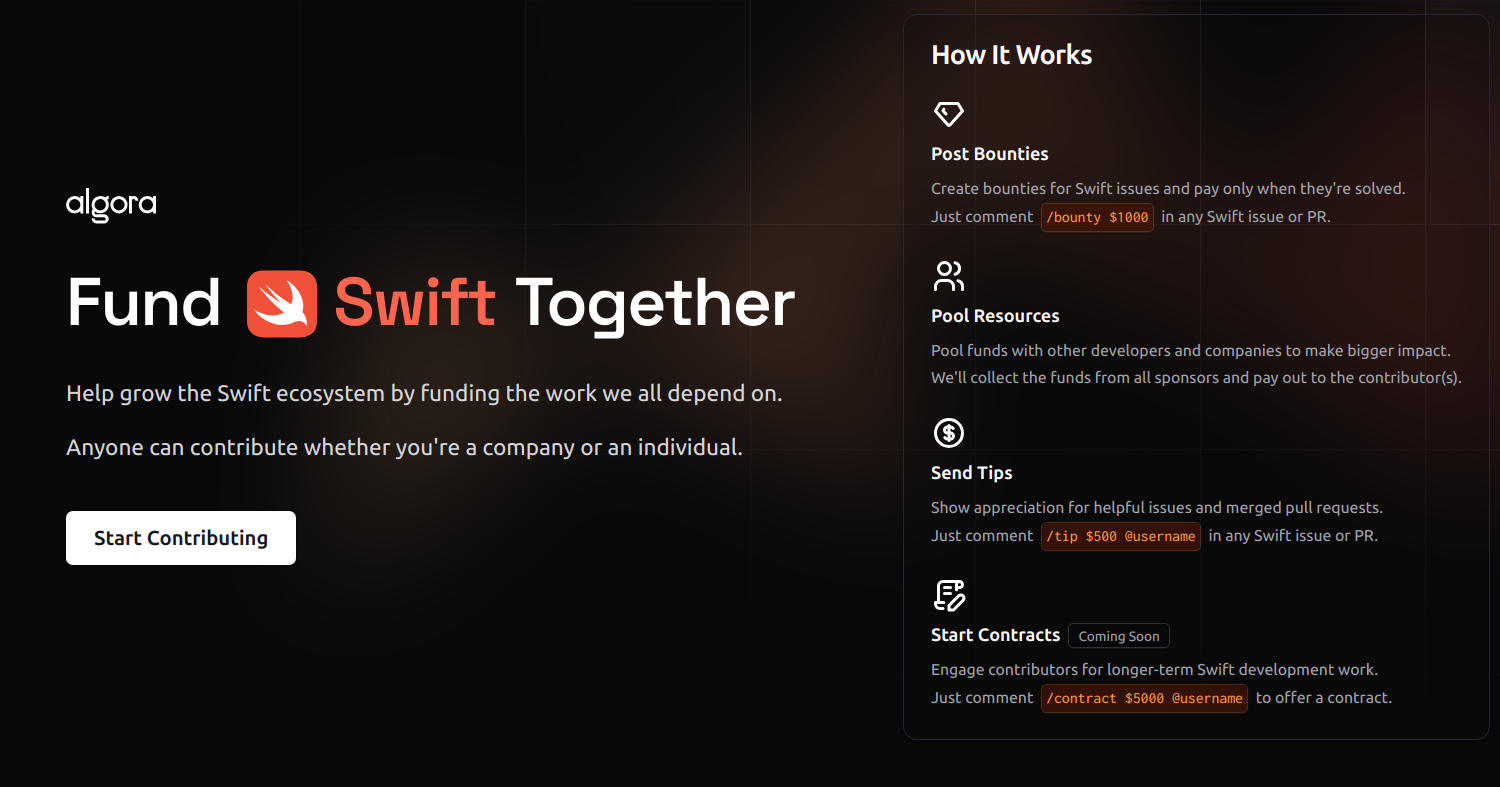 algora
Fund Swift Together
Help grow the Swift ecosystem by funding the work we all depend on.
Anyone can contribute whether you're a company or an individual.
Start Contributing
How It Works
Post Bounties
Create bounties for Swift issues and pay only when they're solved.
Just comment /bounty $1000 in any Swift issue or PR.
Pool Resources
Pool funds with other developers and companies to make bigger impact.
We'll collect the funds from all sponsors and pay out to the contributor(s).
Send Tips
Show appreciation for helpful issues and merged pull requests.
Just comment /tip $500 @username in any Swift issue or PR.
Start Contracts Coming Soon
Engage contributors for longer-term Swift development work.
Just comment /contract $5000 @username to offer a contract.